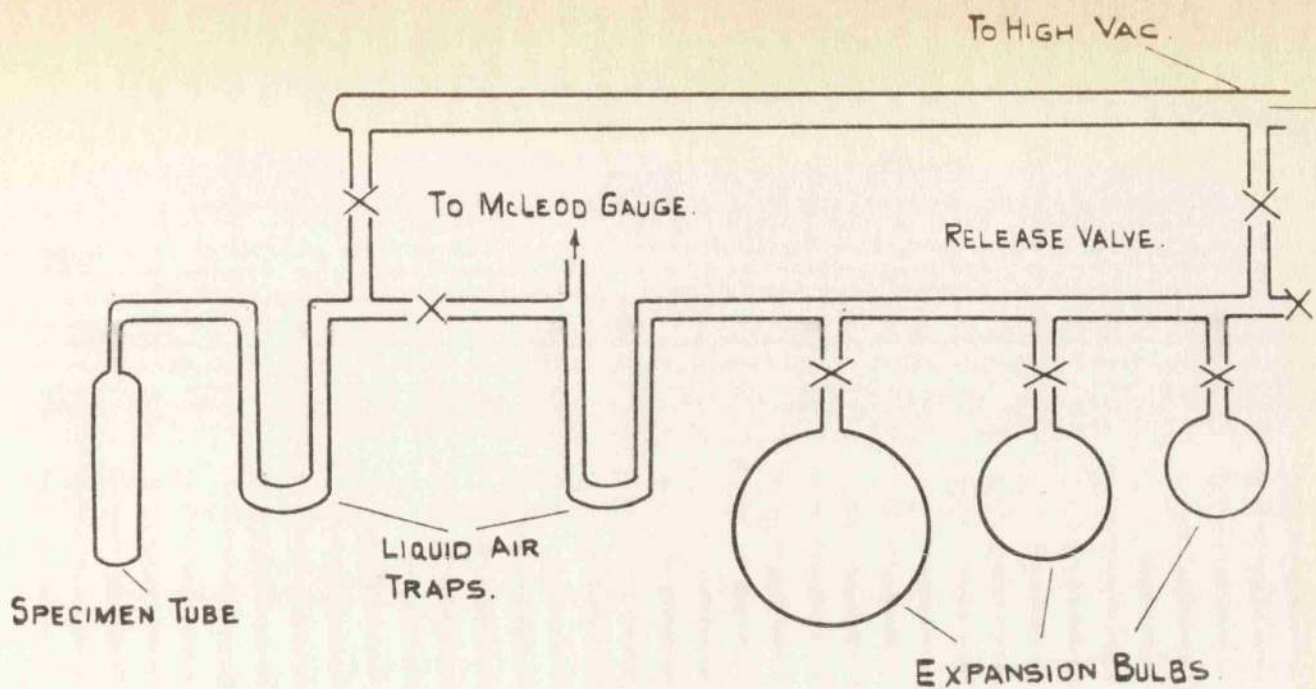 To High Vac.
To McLeod Gauge.
Release Valve.
Liquid Air
Traps.
Specimen Tube
Expansion Bulbs.